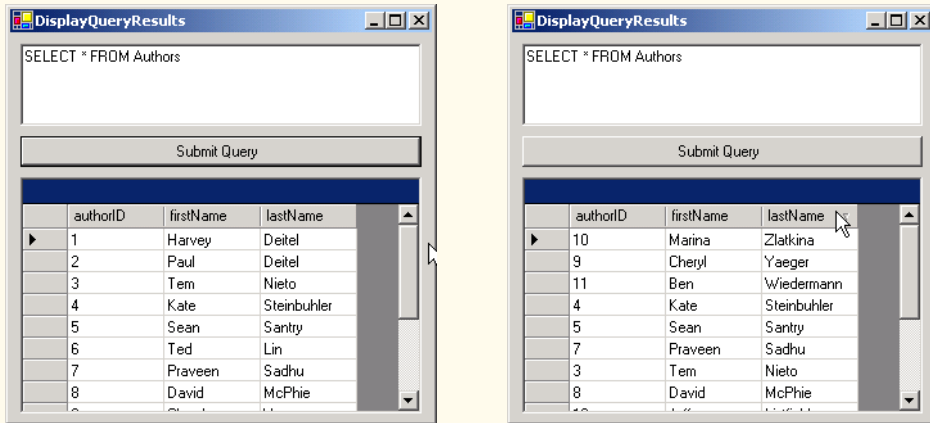 DisplayQueryResults
SELECT * FROM Authors
Submit Query
authorID firstName lastName
1 Harvey Deitel
2 Paul Deitel
3 Tem Nieto
4 Kate Steinbuhler
5 Sean Santry
6 Ted Lin
7 Praveen Sadhu
8 David McPhie
DisplayQueryResults
SELECT * FROM Authors
Submit Query
authorID firstName lastName
10 Marina Zlatkina
9 Cheryl Yaeger
11 Ben Wiedermann
4 Kate Steinbuhler
5 Sean Santry
7 Praveen Sadhu
3 Tem Nieto
8 David McPhie